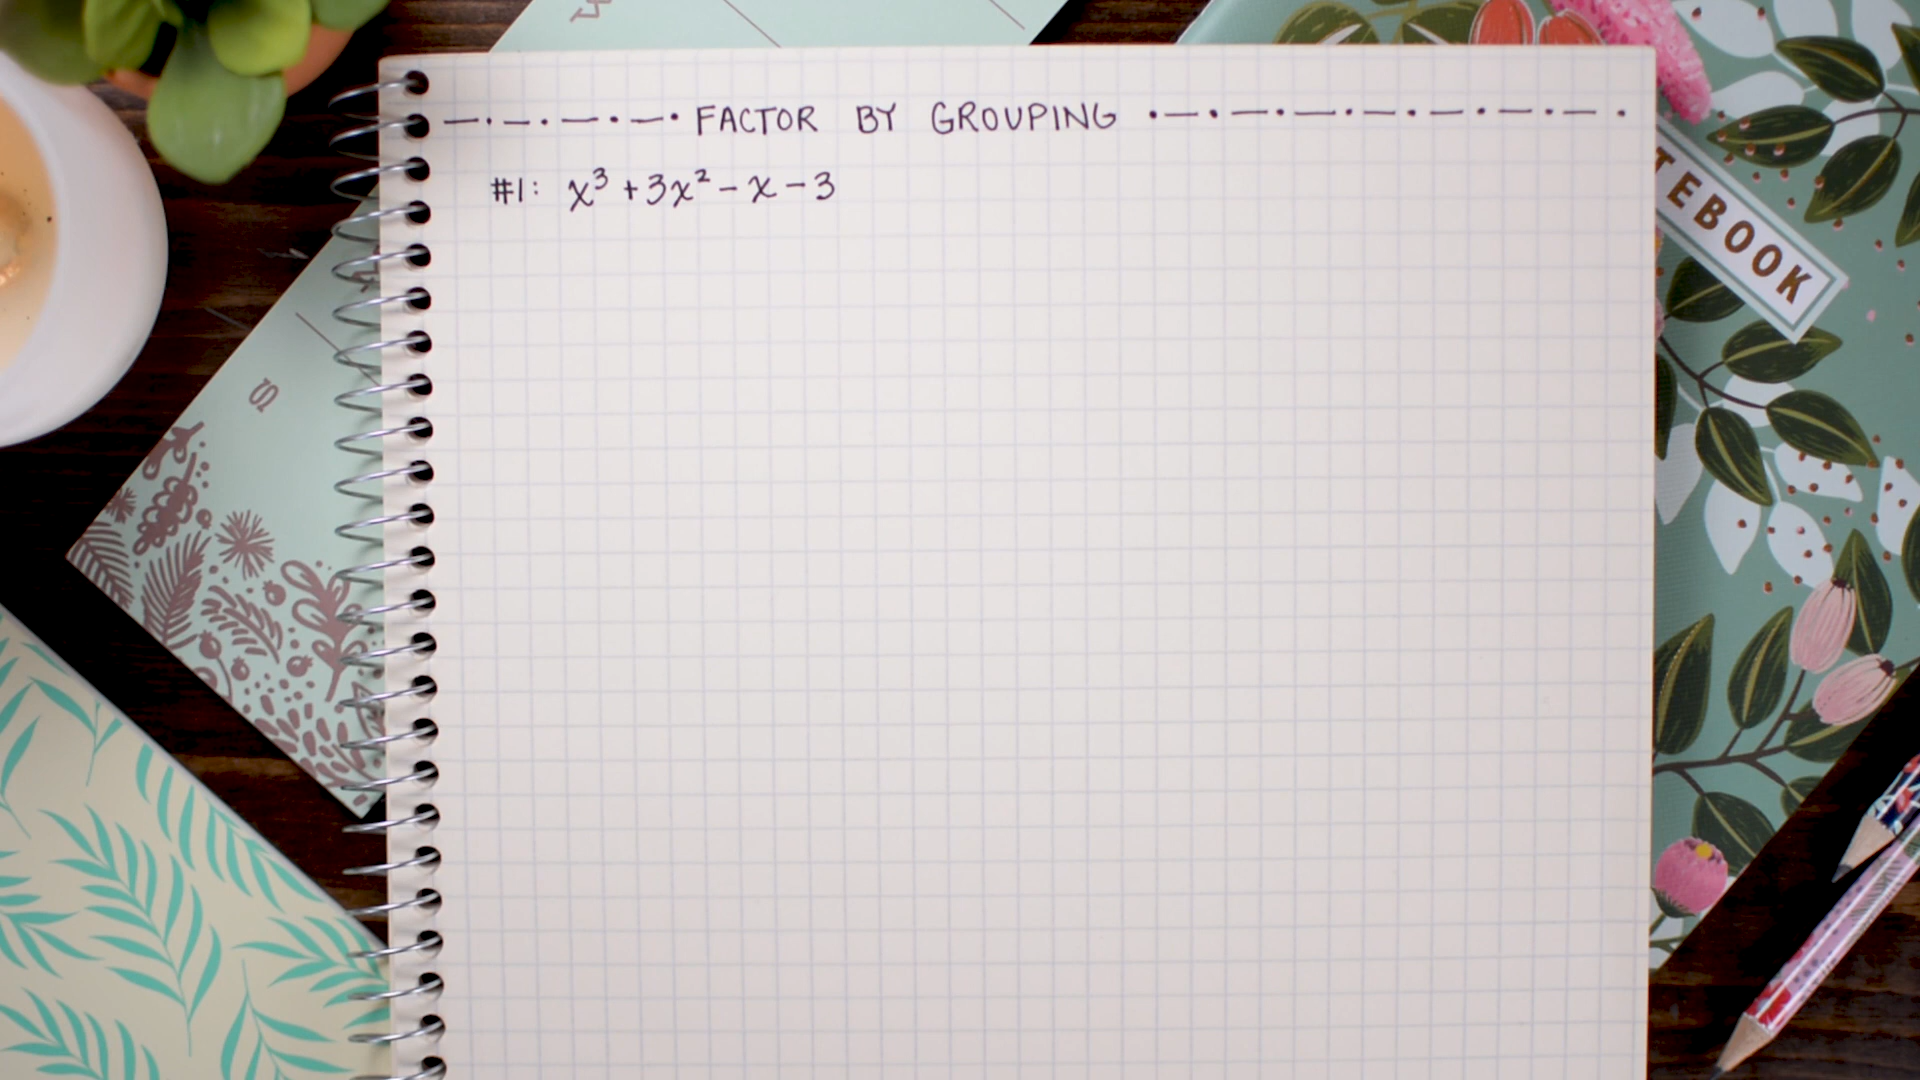 FACTOR BY GROUPING
#1: x³ + 3x² - x - 3
TEBOOK
S